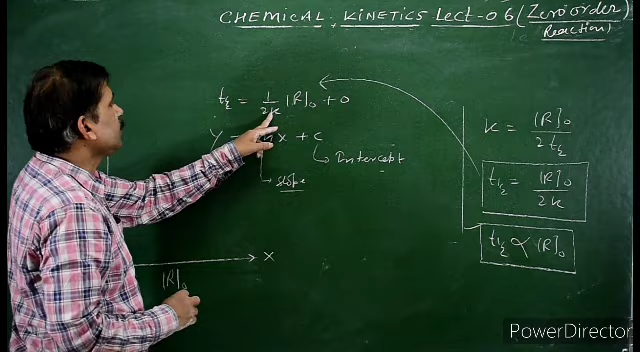 CHEMICAL KINETICS Lect-06 (Zero order
Reaction)
t½ = 1/2k [R]₀ + 0
y = mx + c
Intercept
Slope
X
[R]₀
K = [R]₀/2t½
t½ = [R]₀/2k
t½ ∝ [R]₀
PowerDirector